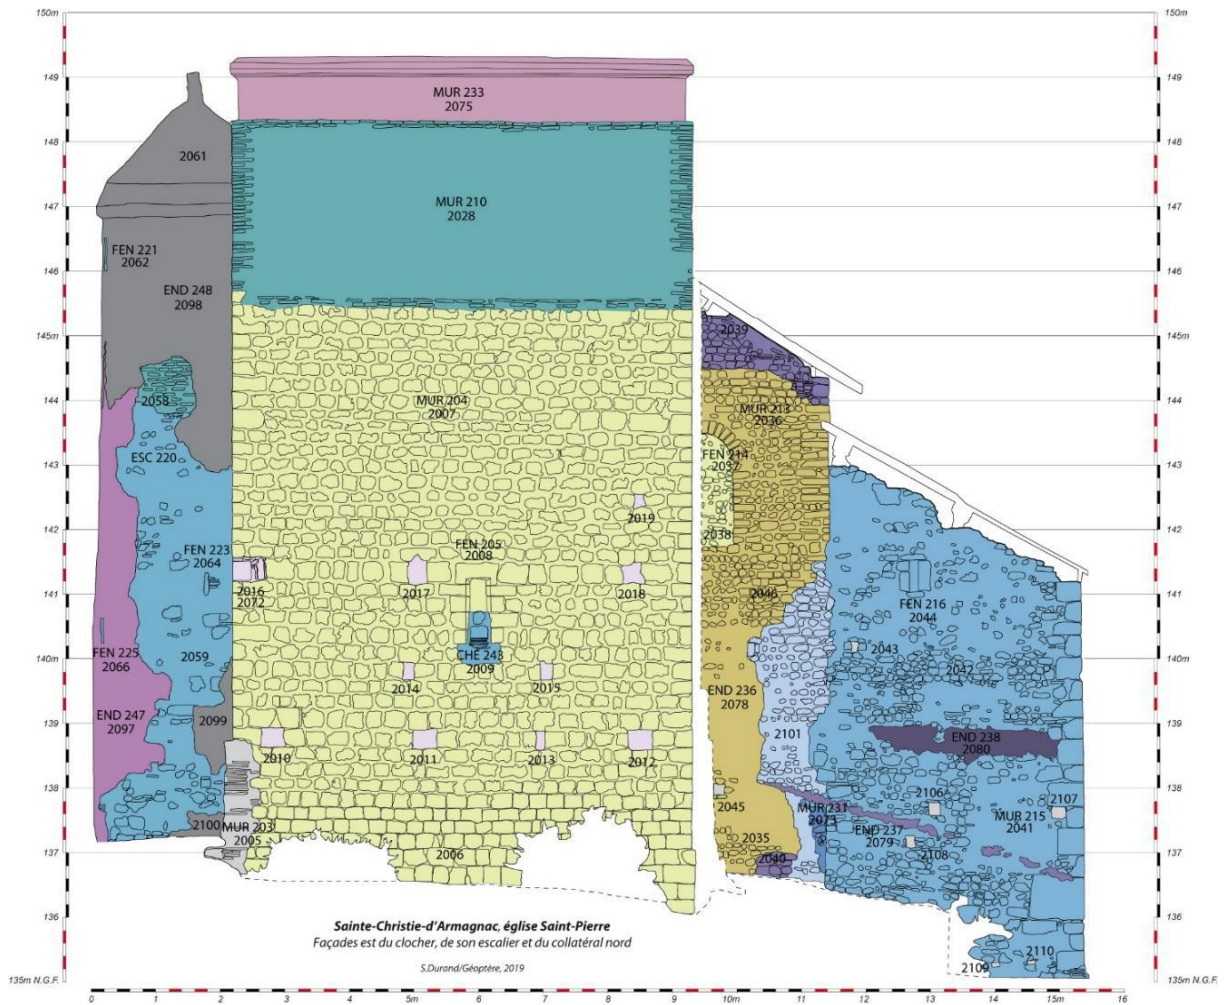 150m
150m
149
149
MUR 233
2075
148
148
2061
MUR 210
2028
147
147
FEN 221
2062
146
146
END 248
2098
145m
145m
2039
144
144
2058
MUR 204
2007
MUR 213
2036
ESC 220
143
143
FEN 214
2037
2019
142
142
2038
FEN 205
2008
FEN 223
2064
2016
2072
2017
2018
141
141
2046
FEN 216
2044
FEN 225
2066
2059
CHE 243
2009
2043
2042
140m
140m
2014
2015
END 236
2078
END 247
2097
2099
139
139
2101
END 238
2080
2010
2011
2013
2012
138
138
2045
2106
2107
MUR 231
2073
MUR 215
2041
2100
MUR 203
2005
END 237
2079
2108
2035
2006
2040
137
137
136
136
2110
2109
135m N.G.F.
135m N.G.F.
Sainte-Christie-d'Armagnac, église Saint-Pierre
Façades est du clocher, de son escalier et du collatéral nord
S.Durand/Géoptère, 2019
0 1 2 3 4 5m 6 7 8 9 10m 11 12 13 14 15m 16